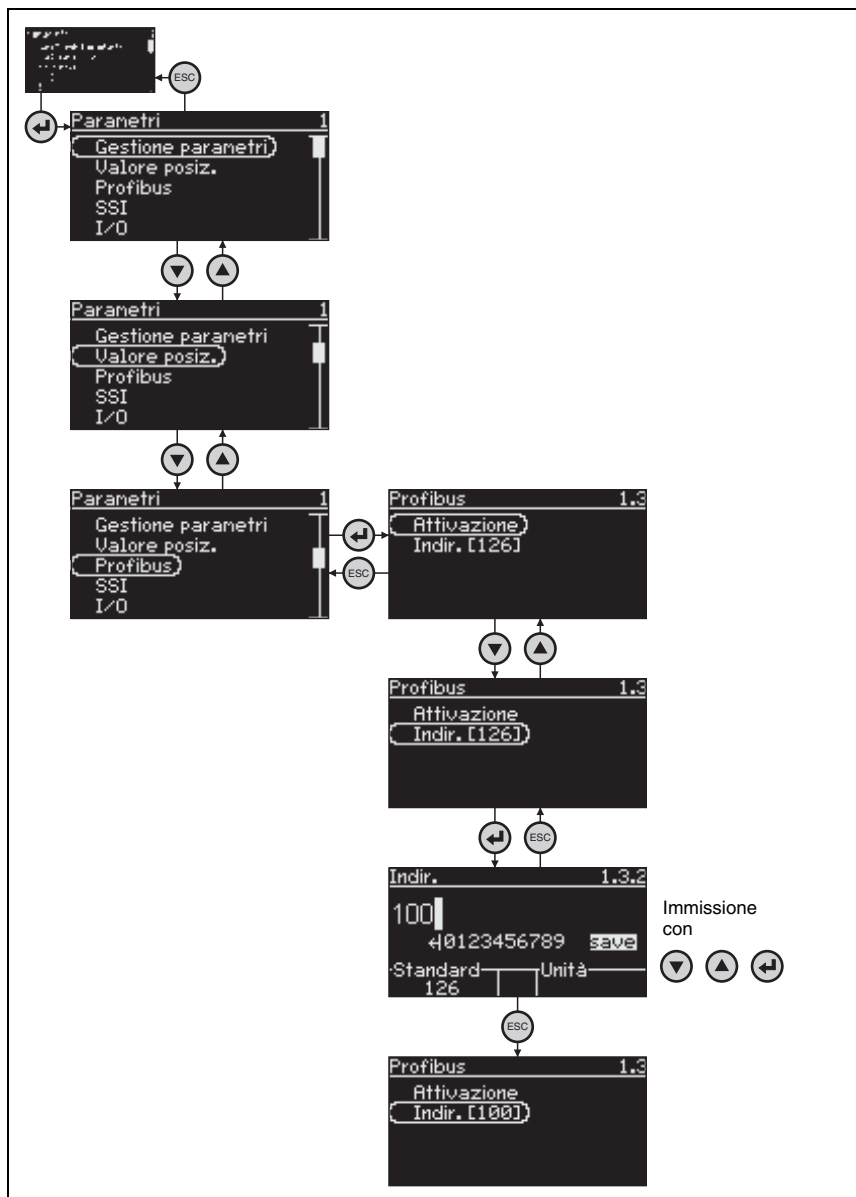 ESC
Parametri 1
Gestione parametri
Valore posiz.
Profibus
SSI
I/O
Parametri 1
Gestione parametri
Valore posiz.
Profibus
SSI
I/O
Parametri 1
Gestione parametri
Valore posiz.
Profibus
SSI
I/O
ESC
Profibus 1.3
Attivazione
Indir.[126]
Profibus 1.3
Attivazione
Indir.[126]
ESC
Indir. 1.3.2
100
0123456789 save
Standard Unità
126
Immissione
con
ESC
Profibus 1.3
Attivazione
Indir.[100]